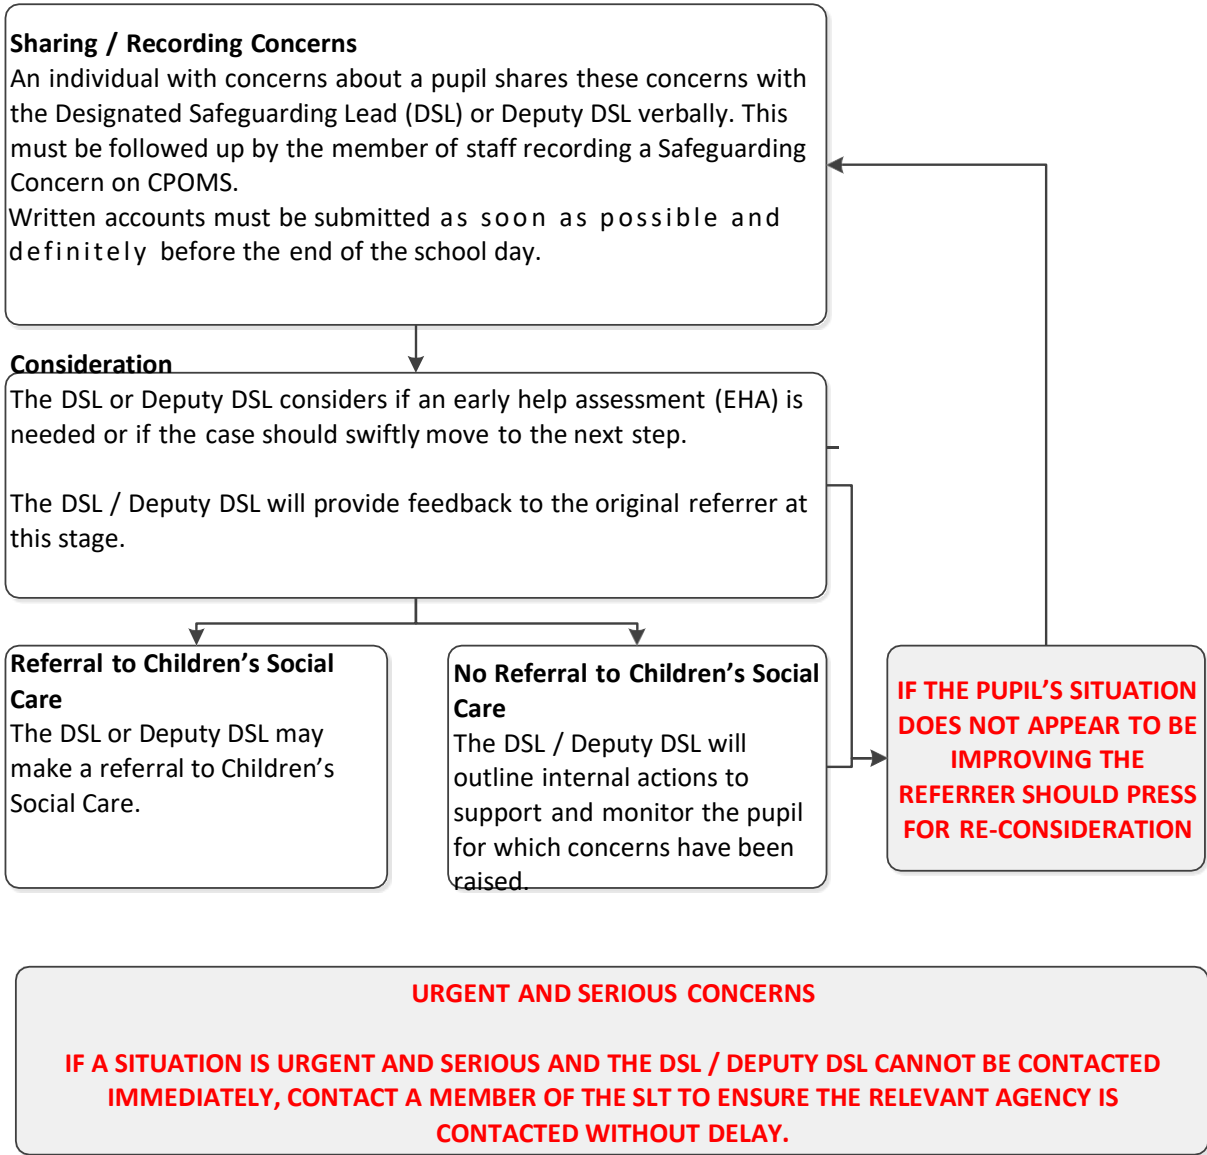 Sharing / Recording Concerns
An individual with concerns about a pupil shares these concerns with
the Designated Safeguarding Lead (DSL) or Deputy DSL verbally. This
must be followed up by the member of staff recording a Safeguarding
Concern on CPOMS.
Written accounts must be submitted as soon as possible and
definitely before the end of the school day.
Consideration
The DSL or Deputy DSL considers if an early help assessment (EHA) is
needed or if the case should swiftly move to the next step.
The DSL / Deputy DSL will provide feedback to the original referrer at
this stage.
Referral to Children’s Social
Care
The DSL or Deputy DSL may
make a referral to Children’s
Social Care.
No Referral to Children’s Social
Care
The DSL / Deputy DSL will
outline internal actions to
support and monitor the pupil
for which concerns have been
raised.
IF THE PUPIL’S SITUATION
DOES NOT APPEAR TO BE
IMPROVING THE
REFERRER SHOULD PRESS
FOR RE-CONSIDERATION
URGENT AND SERIOUS CONCERNS
IF A SITUATION IS URGENT AND SERIOUS AND THE DSL / DEPUTY DSL CANNOT BE CONTACTED
IMMEDIATELY, CONTACT A MEMBER OF THE SLT TO ENSURE THE RELEVANT AGENCY IS
CONTACTED WITHOUT DELAY.